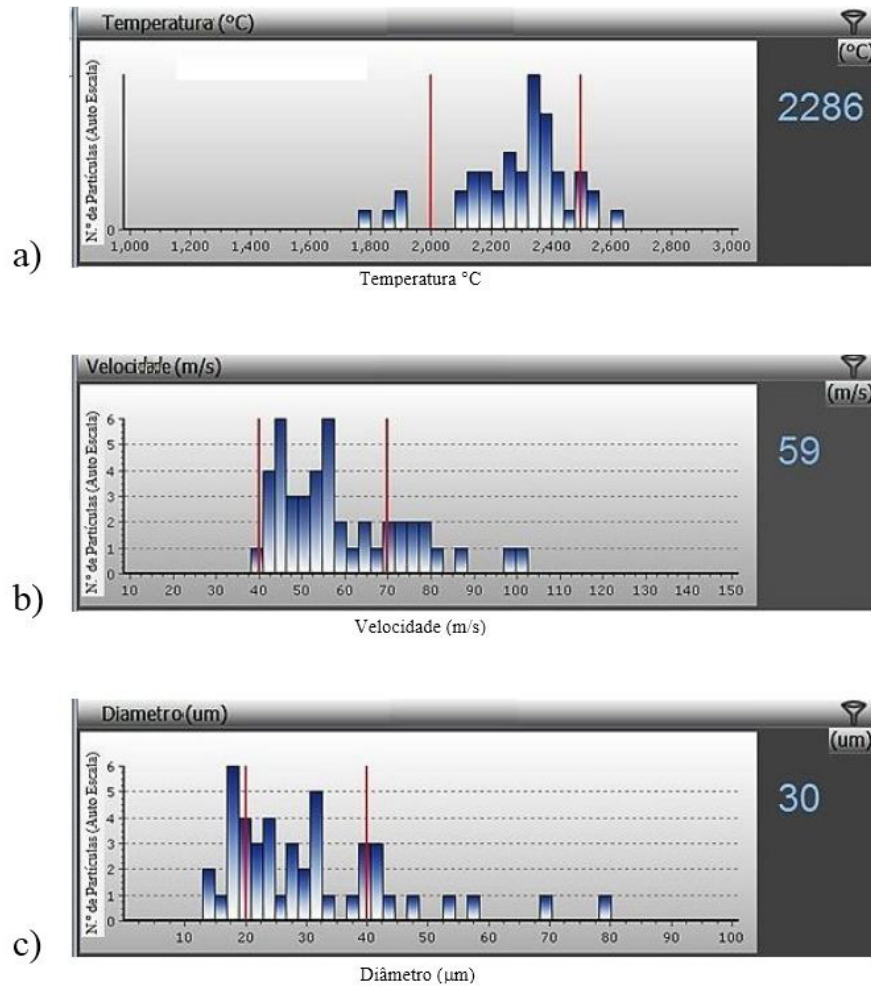 Temperatura (ºC)
(ºC)
2286
N.º de Partículas (Auto Escala)
0
1,000 1,200 1,400 1,600 1,800 2,000 2,200 2,400 2,600 2,800 3,000
a)
Temperatura °C
Velocidade (m/s)
(m/s)
59
N.º de Partículas (Auto Escala)
6
5
4
3
2
1
0
10 20 30 40 50 60 70 80 90 100 110 120 130 140 150
b)
Velocidade (m/s)
Diametro (um)
(um)
30
N.º de Partículas (Auto Escala)
6
5
4
3
2
1
0
10 20 30 40 50 60 70 80 90 100
c)
Diâmetro (µm)